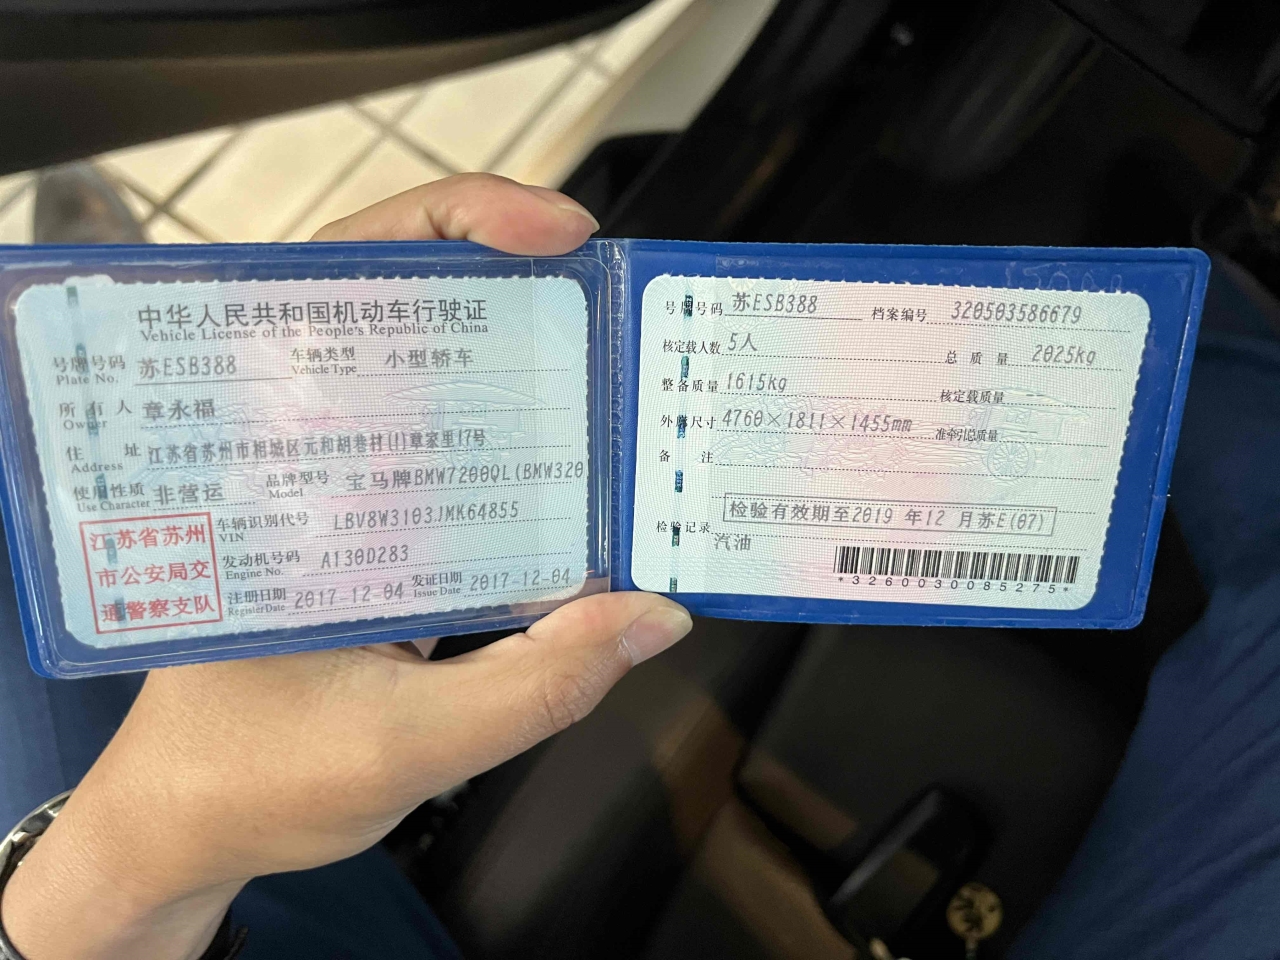 中华人民共和国机动车行驶证
Vehicle License of the People's Republic of China
号牌号码 苏ESB388 车辆类型 小型轿车
Plate No. Vehicle Type
所有人 章永福
Owner
住址 江苏省苏州市相城区元和胡巷村(1)章家里17号
Address
使用性质 非营运 品牌型号 宝马牌BMW7200QL(BMW320
Use Character Model
江苏省苏州
市公安局交
通警察支队
车辆识别代号 LBV8W3103JMK64855
VIN
发动机号码 A130D283
Engine No.
注册日期 2017-12-04 发证日期 2017-12-04
Register Date Issue Date
号牌号码 苏ESB388 档案编号 320503586679
核定载人数 5人 总质量 2025kg
整备质量 1615kg 核定载质量
外廓尺寸 4760×1811×1455mm 准牵引总质量
备注
检验有效期至2019年12月苏E(07)
检验记录
汽油
*3260030085275*